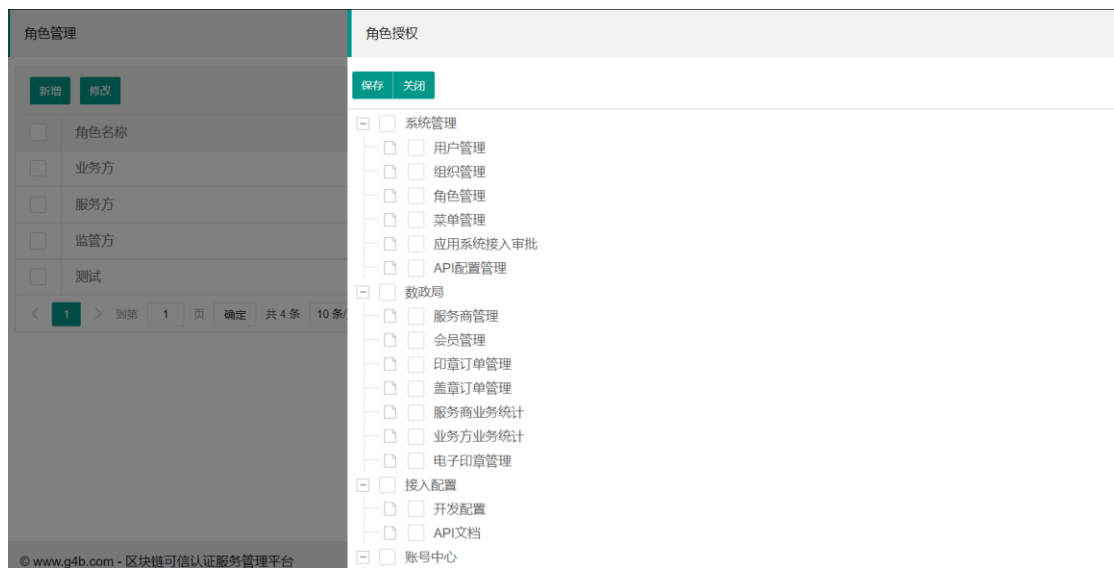 角色管理
新增 修改
角色名称
业务方
服务方
监管方
测试
1 到第 1 页 确定 共 4 条 10 条/
© www.g4b.com - 区块链可信认证服务管理平台
角色授权
保存 关闭
系统管理
用户管理
组织管理
角色管理
菜单管理
应用系统接入审批
API配置管理
数政局
服务商管理
会员管理
印章订单管理
盖章订单管理
服务商业务统计
业务方业务统计
电子印章管理
接入配置
开发配置
API文档
账号中心